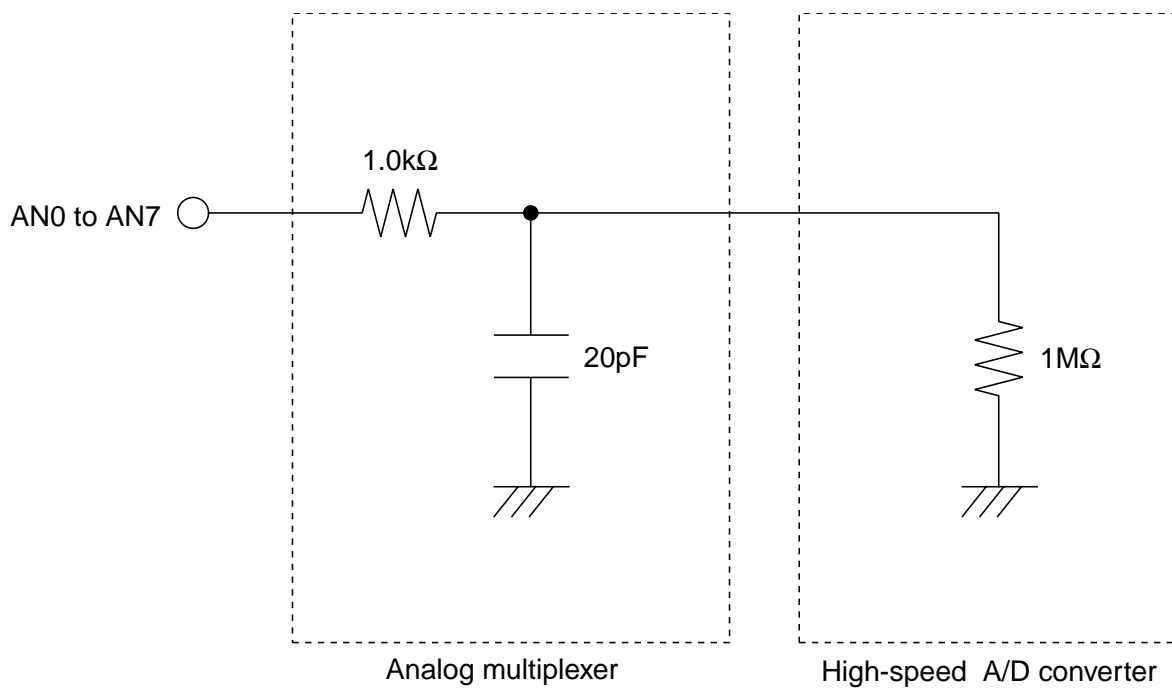 1.0kΩ
AN0 to AN7
20pF
1MΩ
Analog multiplexer
High-speed A/D converter